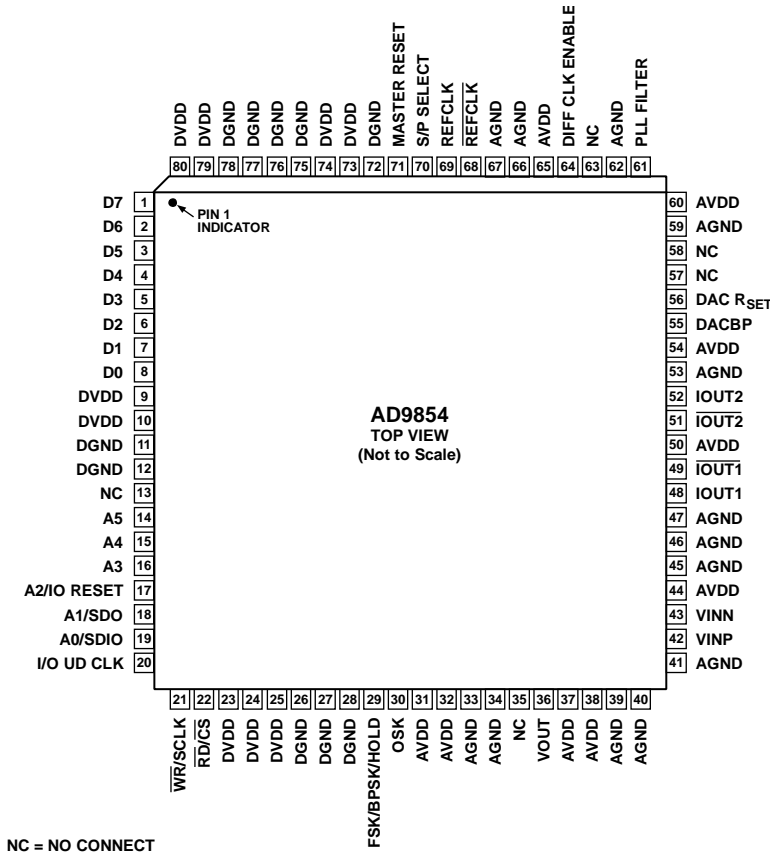 DVDD DVDD DGND DGND DGND DGND DVDD DVDD DGND MASTER RESET S/P SELECT REFCLK REFCLK AGND AGND AVDD DIFF CLK ENABLE NC AGND PLL FILTER
80 79 78 77 76 75 74 73 72 71 70 69 68 67 66 65 64 63 62 61
D7 1
D6 2
D5 3
D4 4
D3 5
D2 6
D1 7
D0 8
DVDD 9
DVDD 10
DGND 11
DGND 12
NC 13
A5 14
A4 15
A3 16
A2/IO RESET 17
A1/SDO 18
A0/SDIO 19
I/O UD CLK 20
PIN 1
INDICATOR
AD9854
TOP VIEW
(Not to Scale)
60 AVDD
59 AGND
58 NC
57 NC
56 DAC RSET
55 DACBP
54 AVDD
53 AGND
52 IOUT2
51 IOUT2
50 AVDD
49 IOUT1
48 IOUT1
47 AGND
46 AGND
45 AGND
44 AVDD
43 VINN
42 VINP
41 AGND
21 22 23 24 25 26 27 28 29 30 31 32 33 34 35 36 37 38 39 40
WR/SCLK RD/CS DVDD DVDD DVDD DGND DGND DGND FSK/BPSK/HOLD OSK AVDD AVDD AGND AGND NC VOUT AVDD AVDD AGND AGND
NC = NO CONNECT